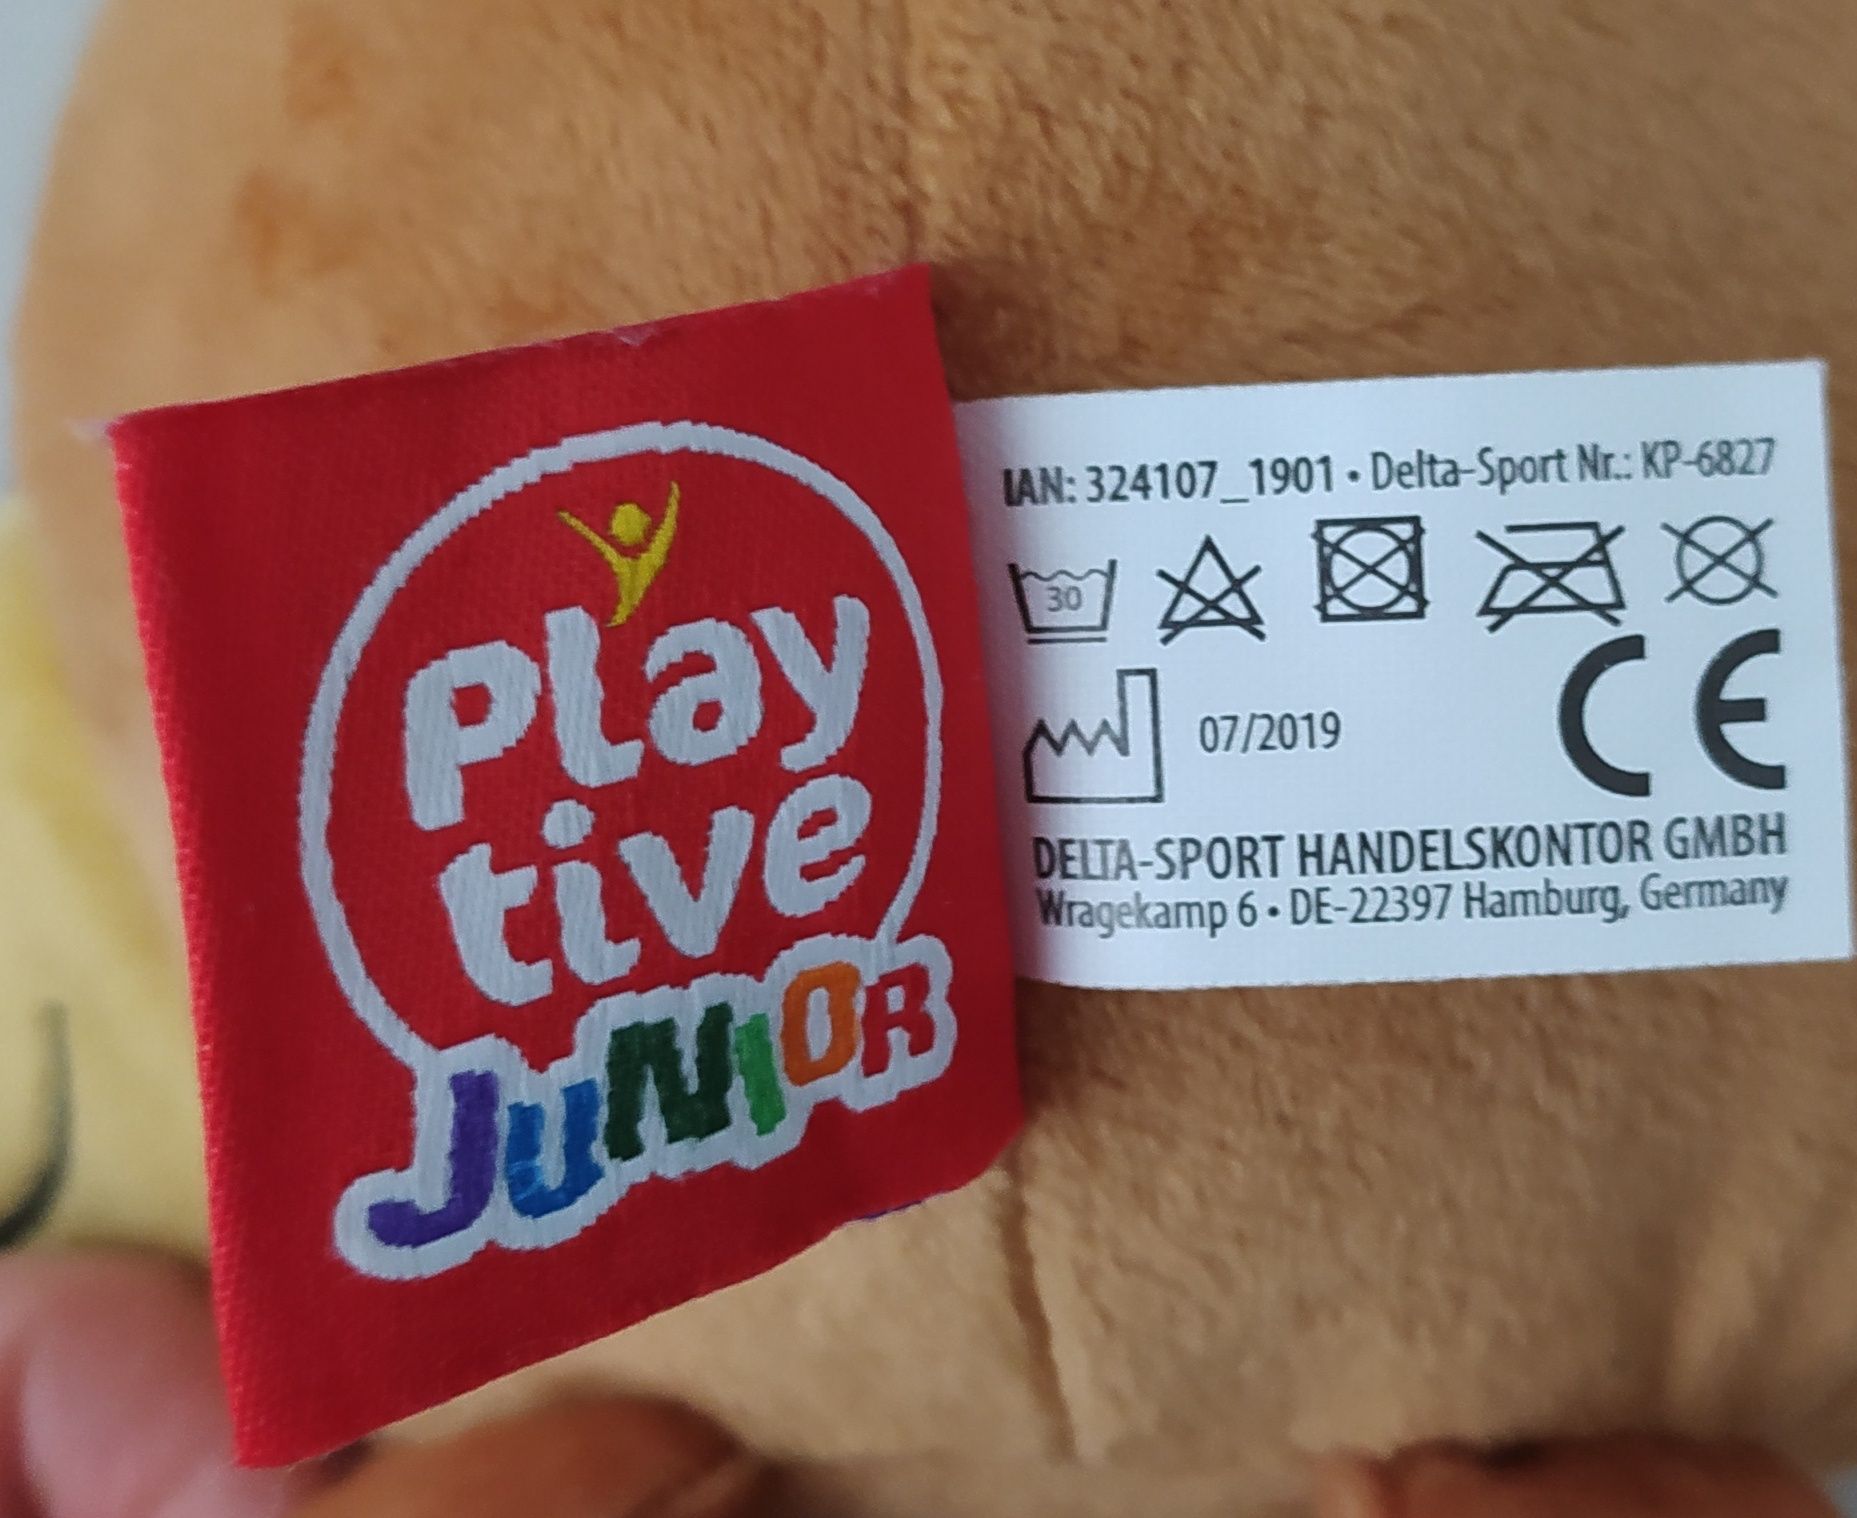 play
tive
JUNIOR
IAN: 324107_1901 • Delta-Sport Nr.: KP-6827
30
07/2019
CE
DELTA-SPORT HANDELSKONTOR GMBH
Wragekamp 6 • DE-22397 Hamburg, Germany